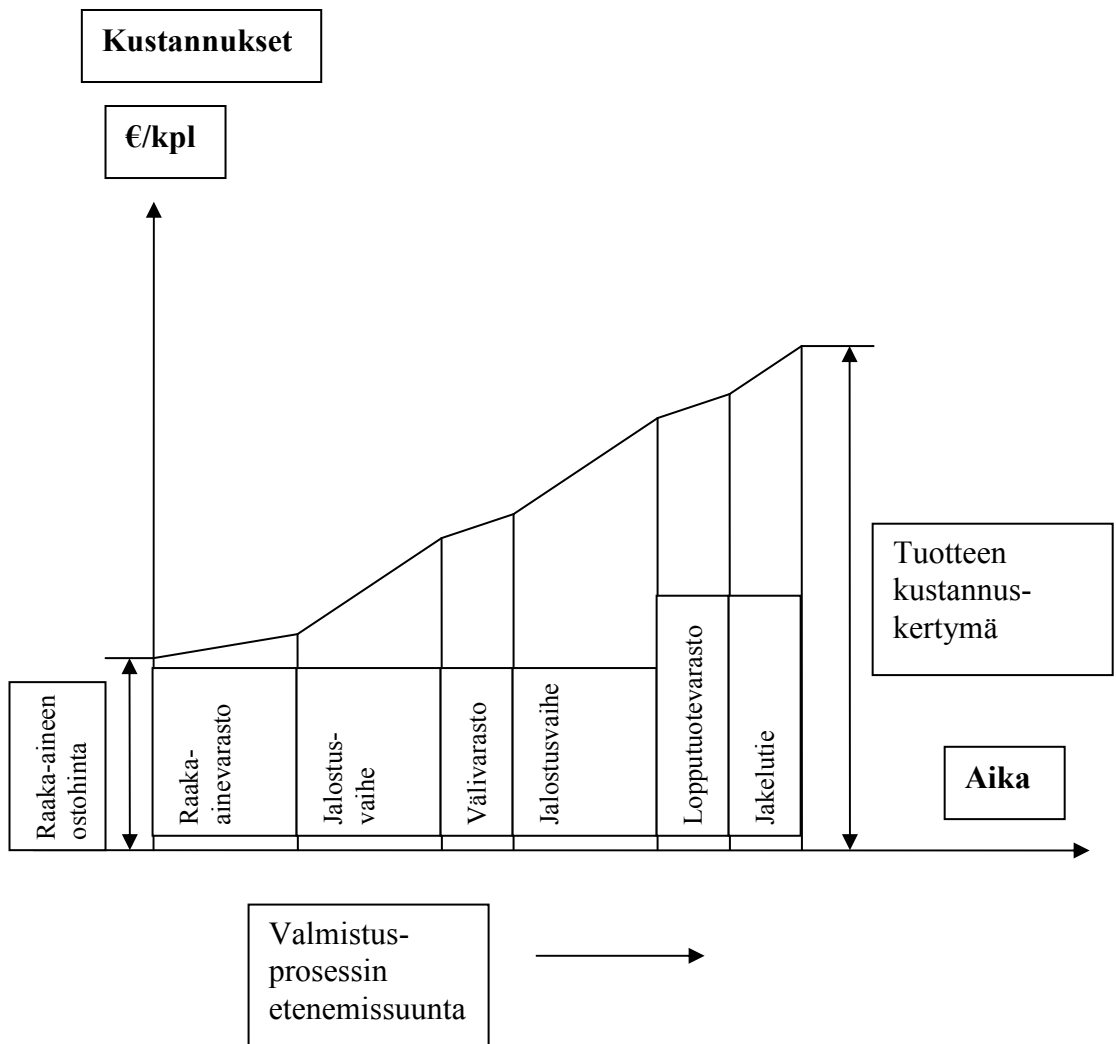 Kustannukset
€/kpl
Raaka-aineen
ostohinta
Raaka-
ainevarasto
Jalostus-
vaihe
Välivarasto
Jalostusvaihe
Lopputuotevarasto
Jakelutie
Tuotteen
kustannus-
kertymä
Aika
Valmistus-
prosessin
etenemissuunta